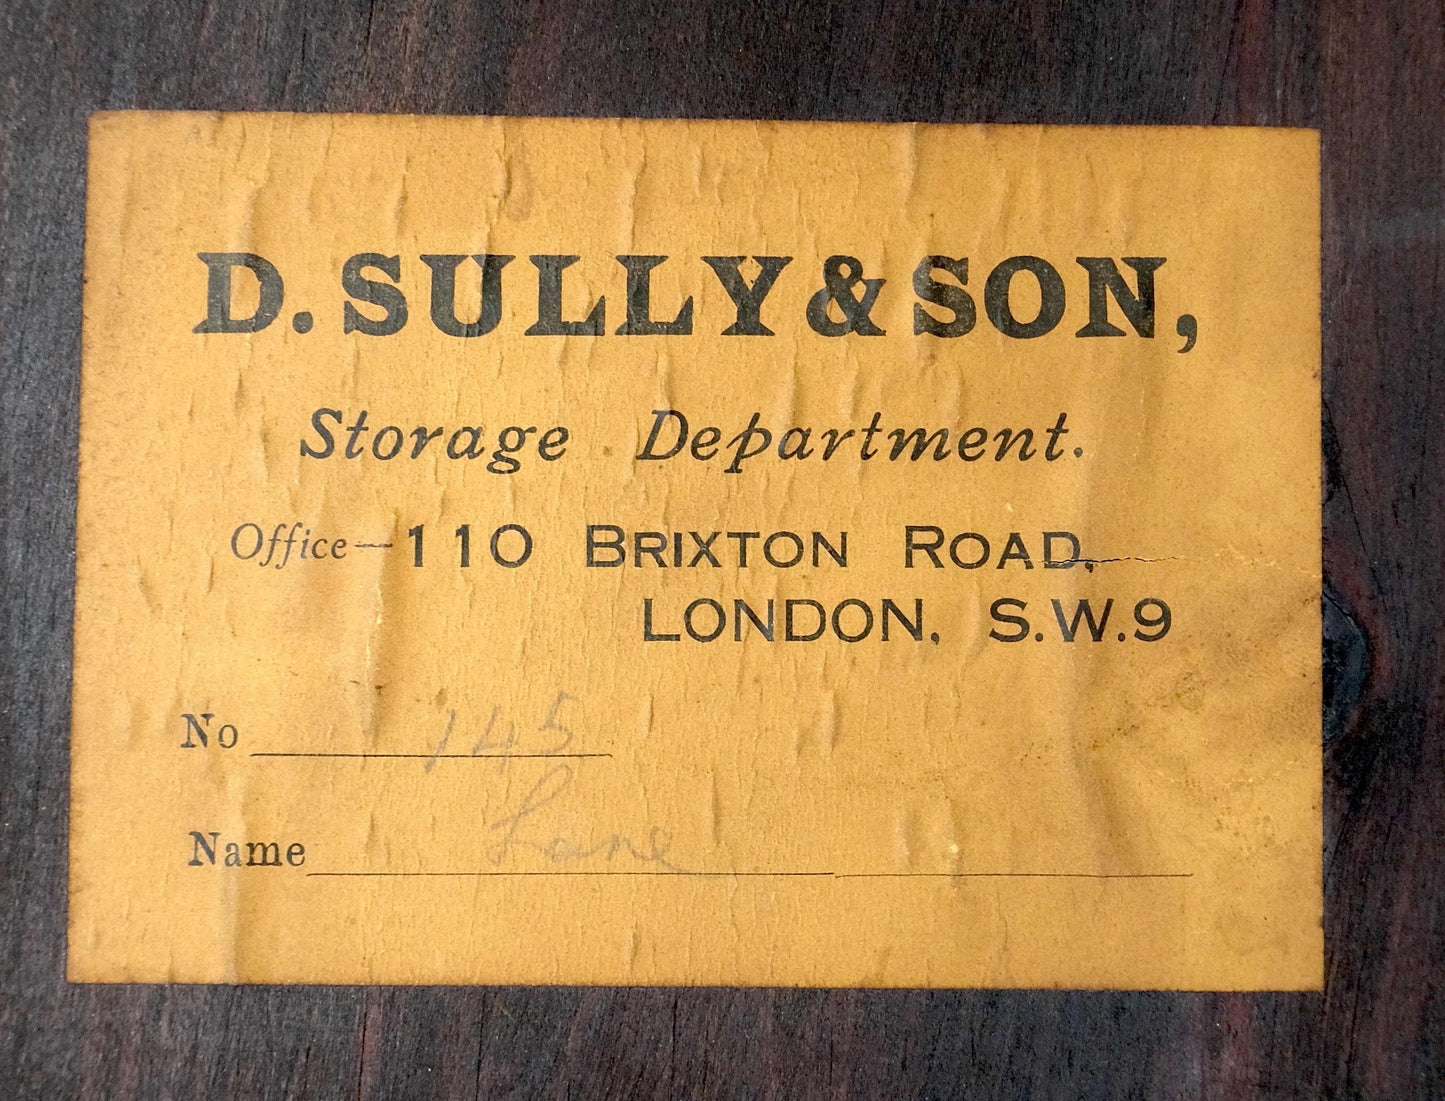 D. SULLY & SON,
Storage Department.
Office—110 BRIXTON ROAD,
LONDON, S.W.9
No 145
Name Lane